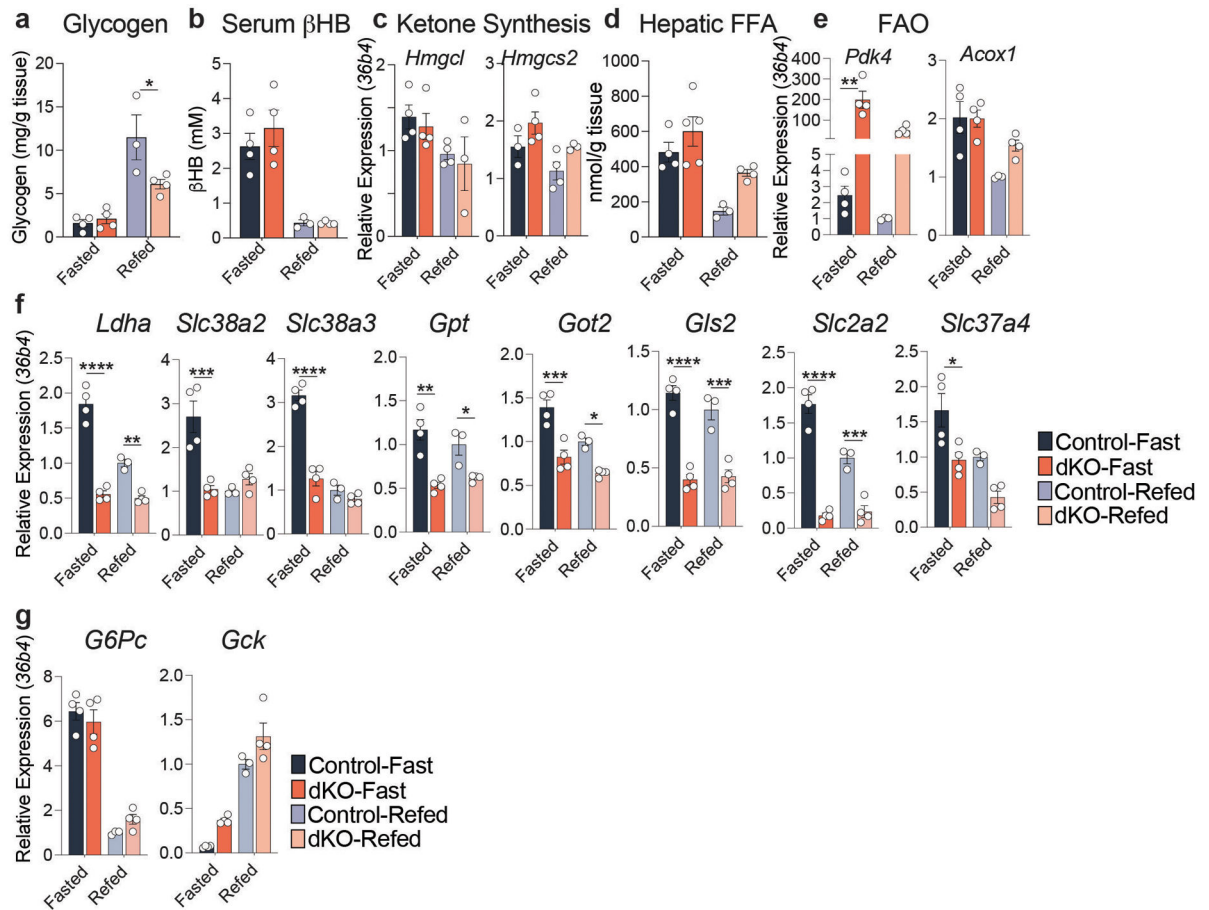 a Glycogen
Glycogen (mg/g tissue)
20
15
10
5
0
*
Fasted
Refed
b Serum βHB
βHB (mM)
5
4
3
2
1
0
Fasted
Refed
c Ketone Synthesis
Relative Expression (36b4)
Hmgcl
2.0
1.5
1.0
0.5
0.0
Fasted
Refed
Hmgcs2
3
2
1
0
Fasted
Refed
d Hepatic FFA
nmol/g tissue
1000
800
600
400
200
0
Fasted
Refed
e FAO
Relative Expression (36b4)
Pdk4
400
300
200
100
5
4
3
2
1
0
**
Fasted
Refed
Acox1
3
2
1
0
Fasted
Refed
f
Relative Expression (36b4)
Ldha
2.5
2.0
1.5
1.0
0.5
0.0
****
**
Fasted
Refed
Slc38a2
4
3
2
1
0
***
Fasted
Refed
Slc38a3
4
3
2
1
0
****
Fasted
Refed
Gpt
2.0
1.5
1.0
0.5
0.0
**
*
Fasted
Refed
Got2
2.0
1.5
1.0
0.5
0.0
***
*
Fasted
Refed
Gls2
1.5
1.0
0.5
0.0
****
***
Fasted
Refed
Slc2a2
2.5
2.0
1.5
1.0
0.5
0.0
****
***
Fasted
Refed
Slc37a4
2.5
2.0
1.5
1.0
0.5
0.0
*
Fasted
Refed
Control-Fast
dKO-Fast
Control-Refed
dKO-Refed
g
Relative Expression (36b4)
G6Pc
8
6
4
2
0
Fasted
Refed
Gck
2.0
1.5
1.0
0.5
0.0
Fasted
Refed
Control-Fast
dKO-Fast
Control-Refed
dKO-Refed